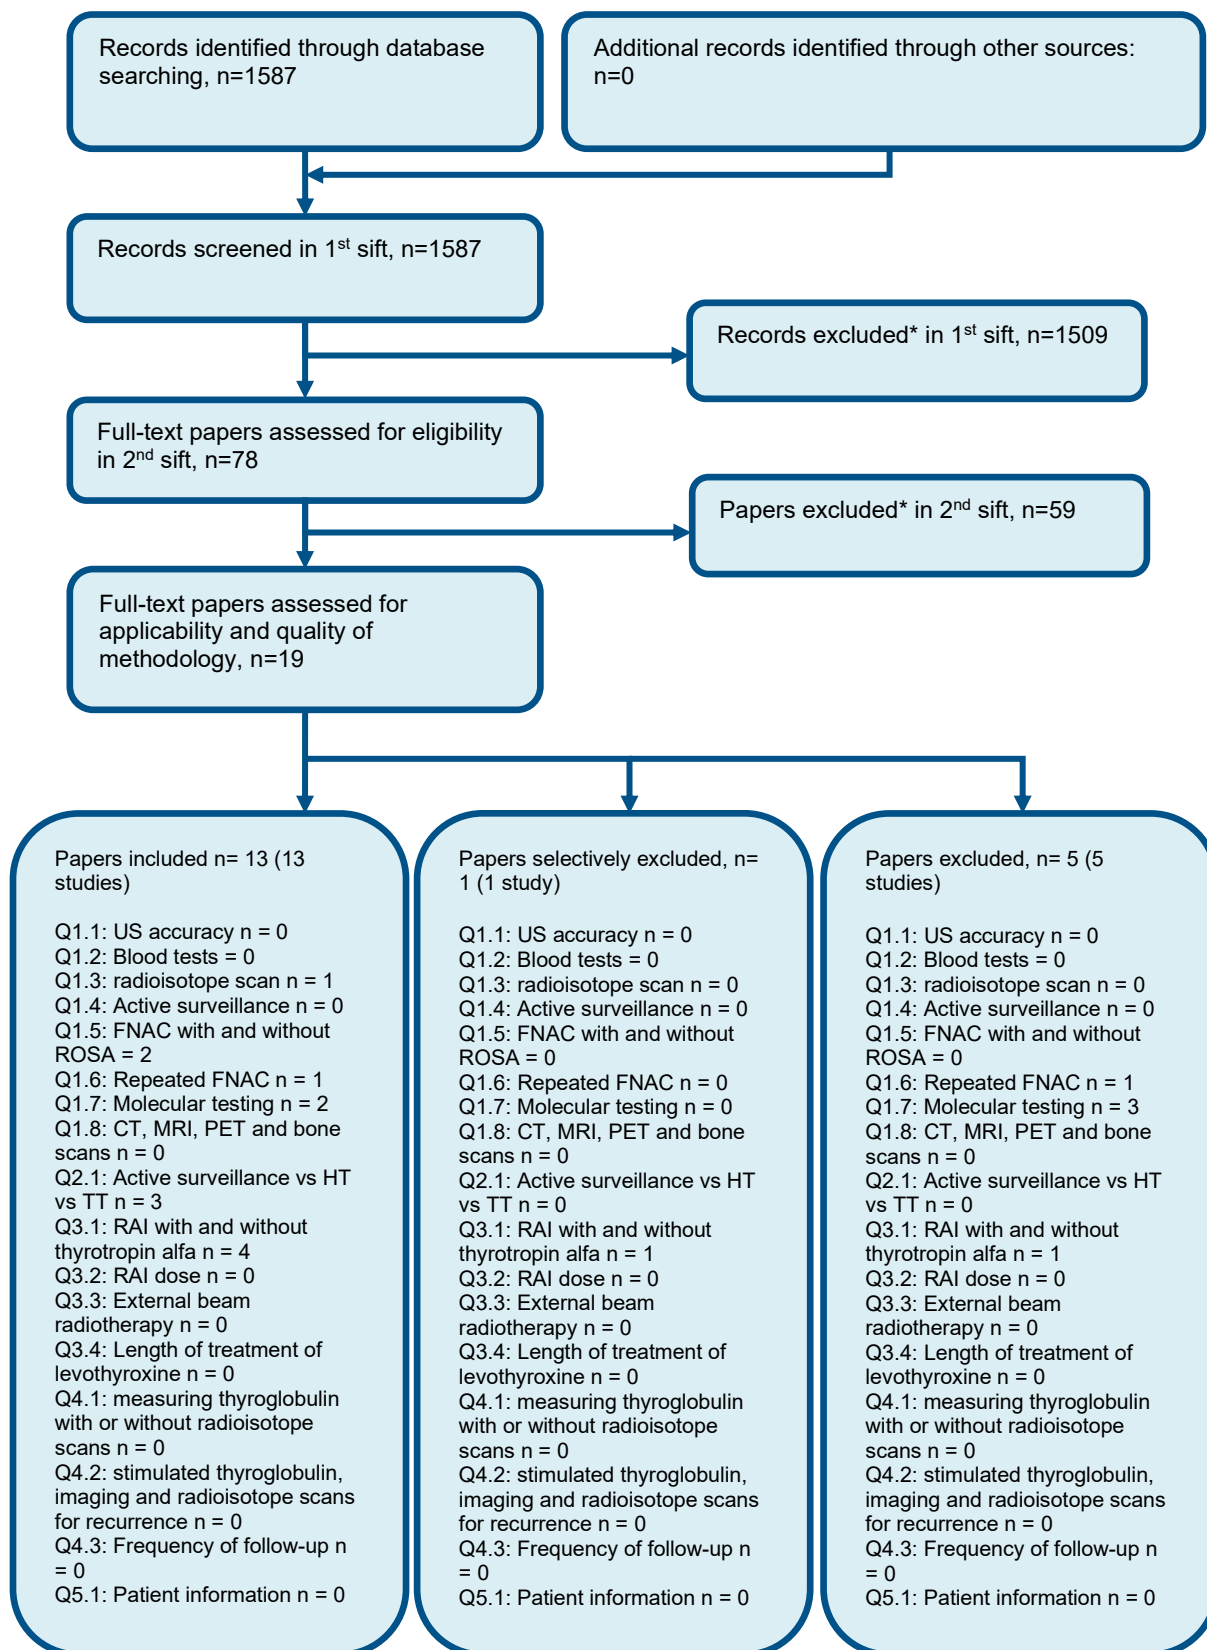 Records identified through database
searching, n=1587
Additional records identified through other sources:
n=0
Records screened in 1st sift, n=1587
Records excluded* in 1st sift, n=1509
Full-text papers assessed for eligibility
in 2nd sift, n=78
Papers excluded* in 2nd sift, n=59
Full-text papers assessed for
applicability and quality of
methodology, n=19
Papers included n= 13 (13
studies)
Q1.1: US accuracy n = 0
Q1.2: Blood tests = 0
Q1.3: radioisotope scan n = 1
Q1.4: Active surveillance n = 0
Q1.5: FNAC with and without
ROSA = 2
Q1.6: Repeated FNAC n = 1
Q1.7: Molecular testing n = 2
Q1.8: CT, MRI, PET and bone
scans n = 0
Q2.1: Active surveillance vs HT
vs TT n = 3
Q3.1: RAI with and without
thyrotropin alfa n = 4
Q3.2: RAI dose n = 0
Q3.3: External beam
radiotherapy n = 0
Q3.4: Length of treatment of
levothyroxine n = 0
Q4.1: measuring thyroglobulin
with or without radioisotope
scans n = 0
Q4.2: stimulated thyroglobulin,
imaging and radioisotope scans
for recurrence n = 0
Q4.3: Frequency of follow-up n
= 0
Q5.1: Patient information n = 0
Papers selectively excluded, n=
1 (1 study)
Q1.1: US accuracy n = 0
Q1.2: Blood tests = 0
Q1.3: radioisotope scan n = 0
Q1.4: Active surveillance n = 0
Q1.5: FNAC with and without
ROSA = 0
Q1.6: Repeated FNAC n = 0
Q1.7: Molecular testing n = 0
Q1.8: CT, MRI, PET and bone
scans n = 0
Q2.1: Active surveillance vs HT
vs TT n = 0
Q3.1: RAI with and without
thyrotropin alfa n = 1
Q3.2: RAI dose n = 0
Q3.3: External beam
radiotherapy n = 0
Q3.4: Length of treatment of
levothyroxine n = 0
Q4.1: measuring thyroglobulin
with or without radioisotope
scans n = 0
Q4.2: stimulated thyroglobulin,
imaging and radioisotope scans
for recurrence n = 0
Q4.3: Frequency of follow-up n
= 0
Q5.1: Patient information n = 0
Papers excluded, n= 5 (5
studies)
Q1.1: US accuracy n = 0
Q1.2: Blood tests = 0
Q1.3: radioisotope scan n = 0
Q1.4: Active surveillance n = 0
Q1.5: FNAC with and without
ROSA = 0
Q1.6: Repeated FNAC n = 1
Q1.7: Molecular testing n = 3
Q1.8: CT, MRI, PET and bone
scans n = 0
Q2.1: Active surveillance vs HT
vs TT n = 0
Q3.1: RAI with and without
thyrotropin alfa n = 1
Q3.2: RAI dose n = 0
Q3.3: External beam
radiotherapy n = 0
Q3.4: Length of treatment of
levothyroxine n = 0
Q4.1: measuring thyroglobulin
with or without radioisotope
scans n = 0
Q4.2: stimulated thyroglobulin,
imaging and radioisotope scans
for recurrence n = 0
Q4.3: Frequency of follow-up n
= 0
Q5.1: Patient information n = 0